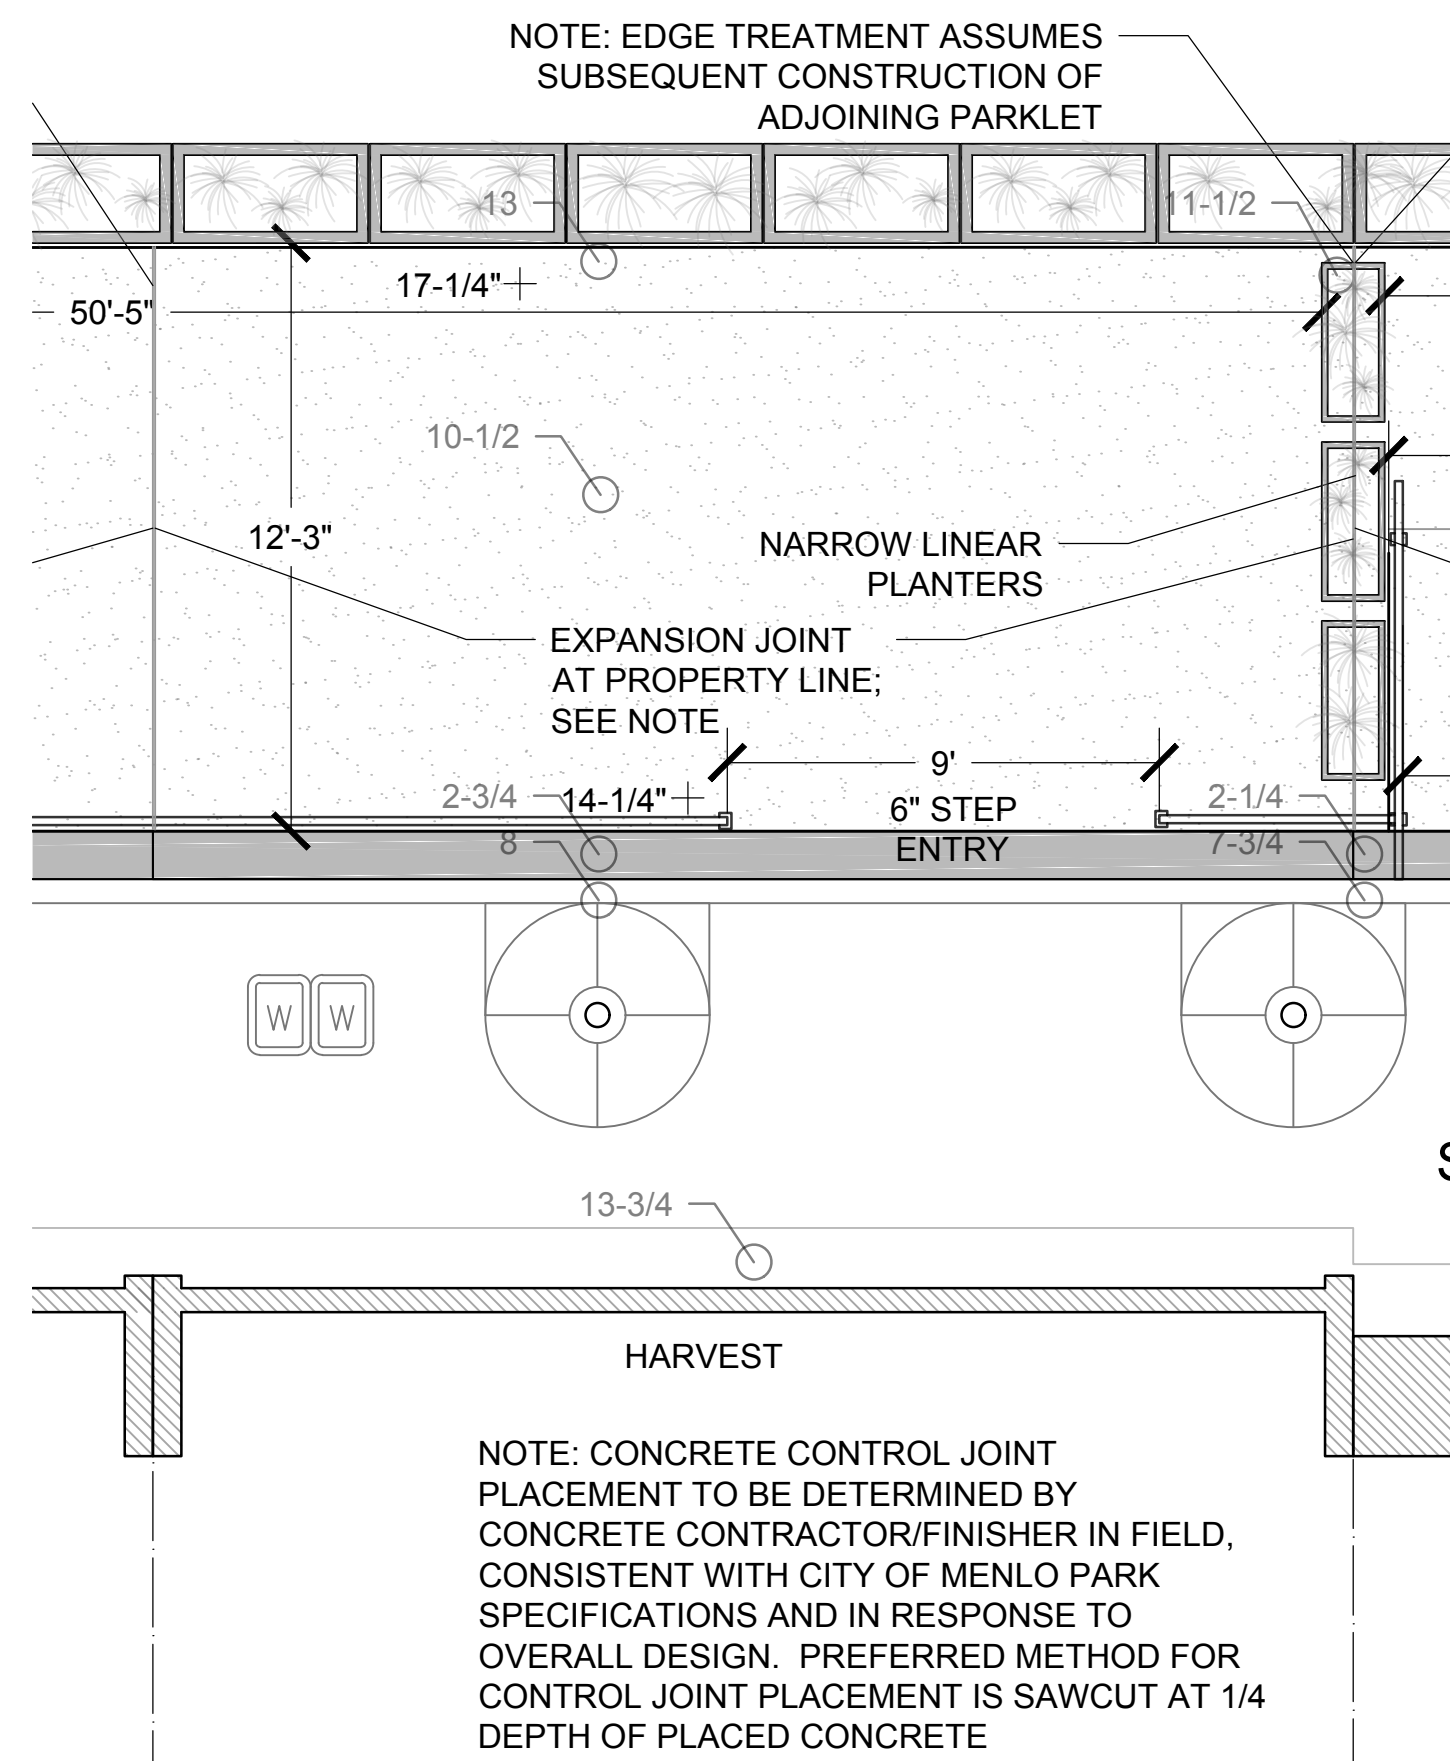 NOTE: EDGE TREATMENT ASSUMES
SUBSEQUENT CONSTRUCTION OF
ADJOINING PARKLET
13
11-1/2
17-1/4"
50'-5"
10-1/2
12'-3"
NARROW LINEAR
PLANTERS
EXPANSION JOINT
AT PROPERTY LINE;
SEE NOTE
9'
2-3/4
14-1/4"
6" STEP
ENTRY
2-1/4
8
7-3/4
W W
S
13-3/4
HARVEST
NOTE: CONCRETE CONTROL JOINT
PLACEMENT TO BE DETERMINED BY
CONCRETE CONTRACTOR/FINISHER IN FIELD,
CONSISTENT WITH CITY OF MENLO PARK
SPECIFICATIONS AND IN RESPONSE TO
OVERALL DESIGN.  PREFERRED METHOD FOR
CONTROL JOINT PLACEMENT IS SAWCUT AT 1/4
DEPTH OF PLACED CONCRETE